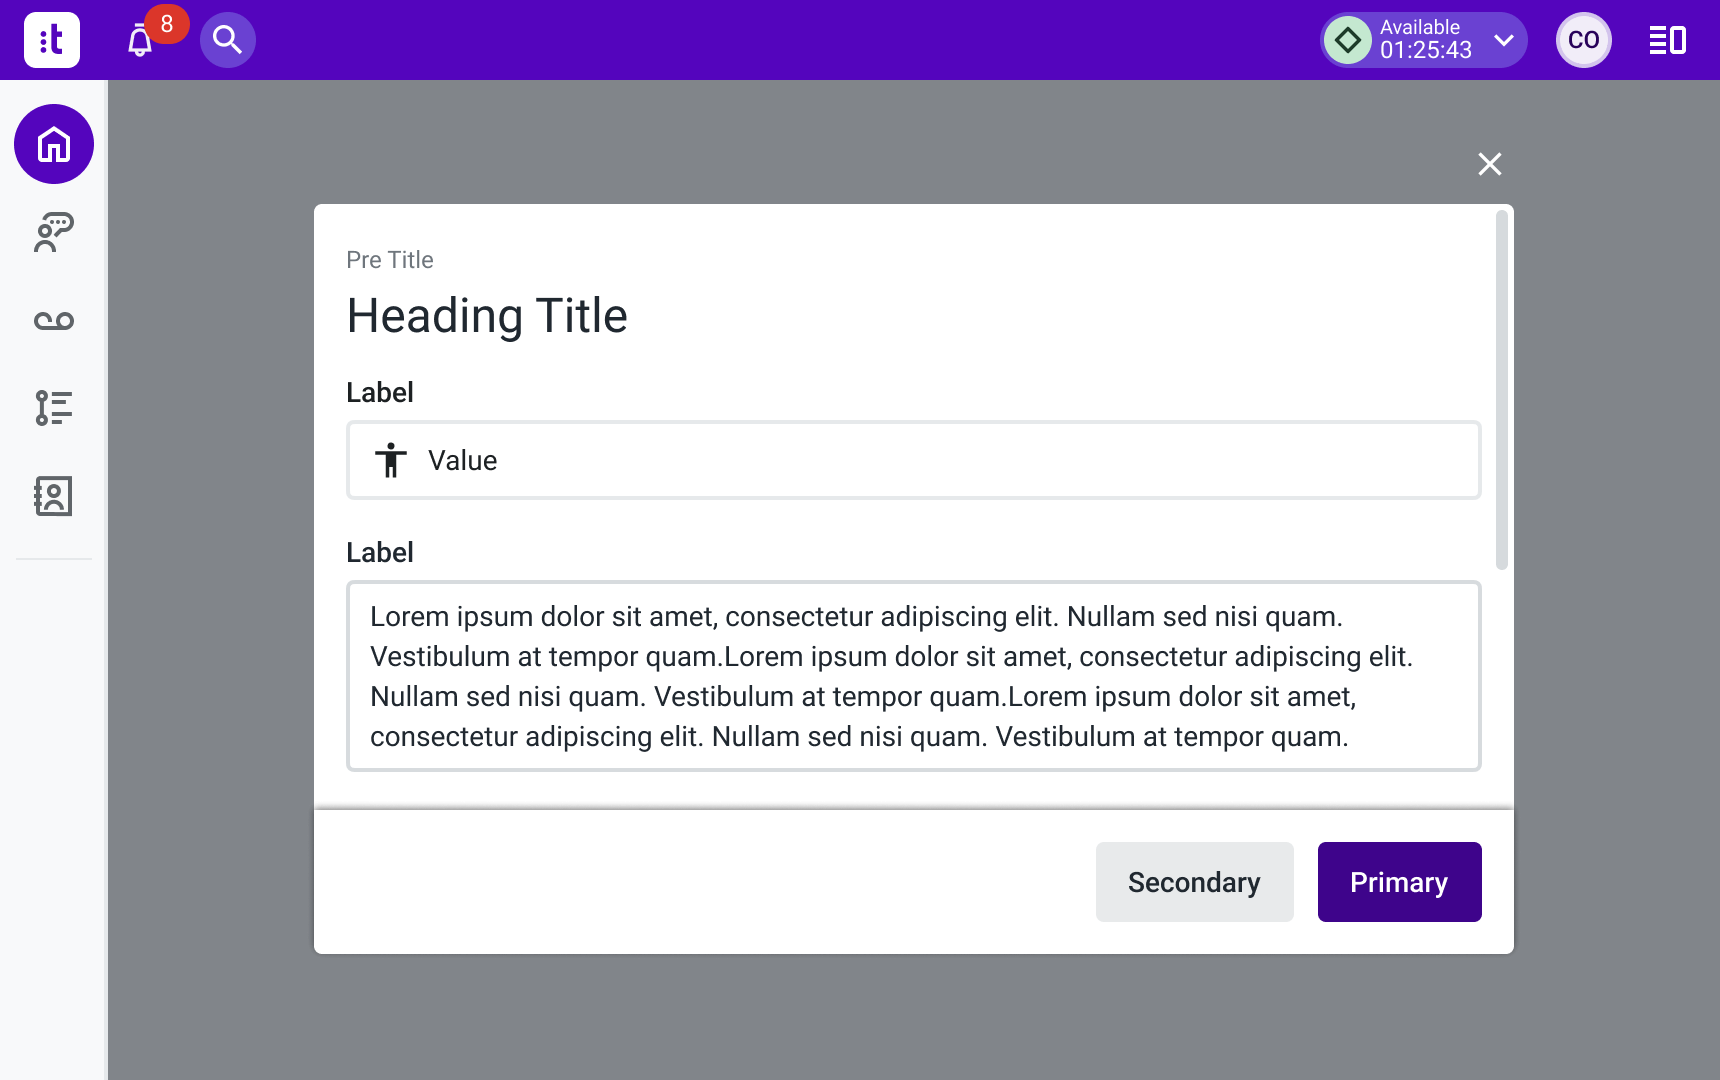 :t
8
Available
01:25:43
CO
Pre Title
Heading Title
Label
Value
Label
Lorem ipsum dolor sit amet, consectetur adipiscing elit. Nullam sed nisi quam.
Vestibulum at tempor quam.Lorem ipsum dolor sit amet, consectetur adipiscing elit.
Nullam sed nisi quam. Vestibulum at tempor quam.Lorem ipsum dolor sit amet,
consectetur adipiscing elit. Nullam sed nisi quam. Vestibulum at tempor quam.
Secondary
Primary